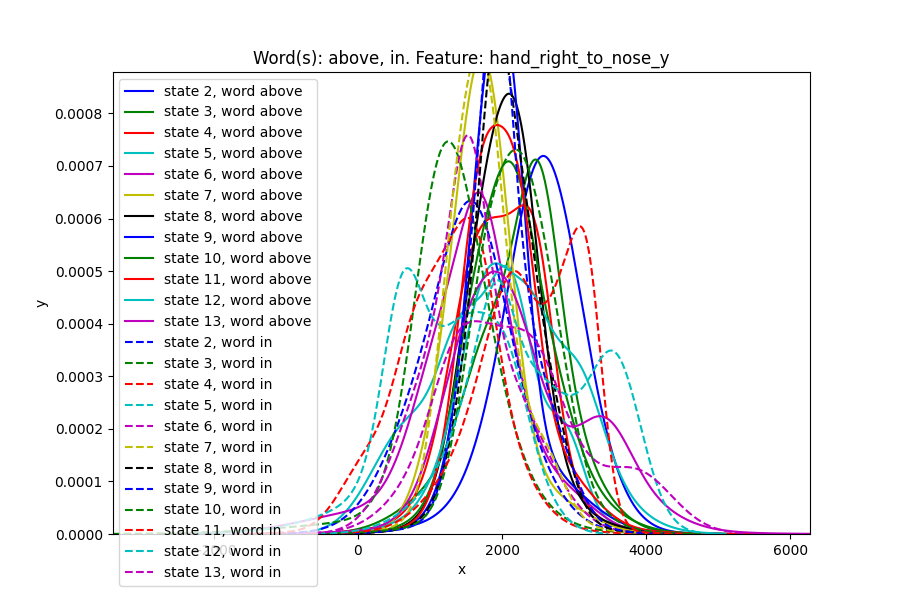 Word(s): above, in. Feature: hand_right_to_nose_y
y
0.0008
0.0007
0.0006
0.0005
0.0004
0.0003
0.0002
0.0001
0.0000
state 2, word above
state 3, word above
state 4, word above
state 5, word above
state 6, word above
state 7, word above
state 8, word above
state 9, word above
state 10, word above
state 11, word above
state 12, word above
state 13, word above
state 2, word in
state 3, word in
state 4, word in
state 5, word in
state 6, word in
state 7, word in
state 8, word in
state 9, word in
state 10, word in
state 11, word in
state 12, word in
state 13, word in
0 2000 4000 6000
x